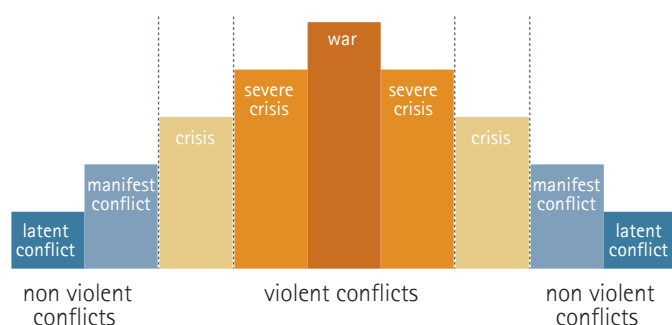 war
severe
crisis
severe
crisis
crisis
crisis
manifest
conflict
manifest
conflict
latent
conflict
latent
conflict
non violent
conflicts
violent conflicts
non violent
conflicts